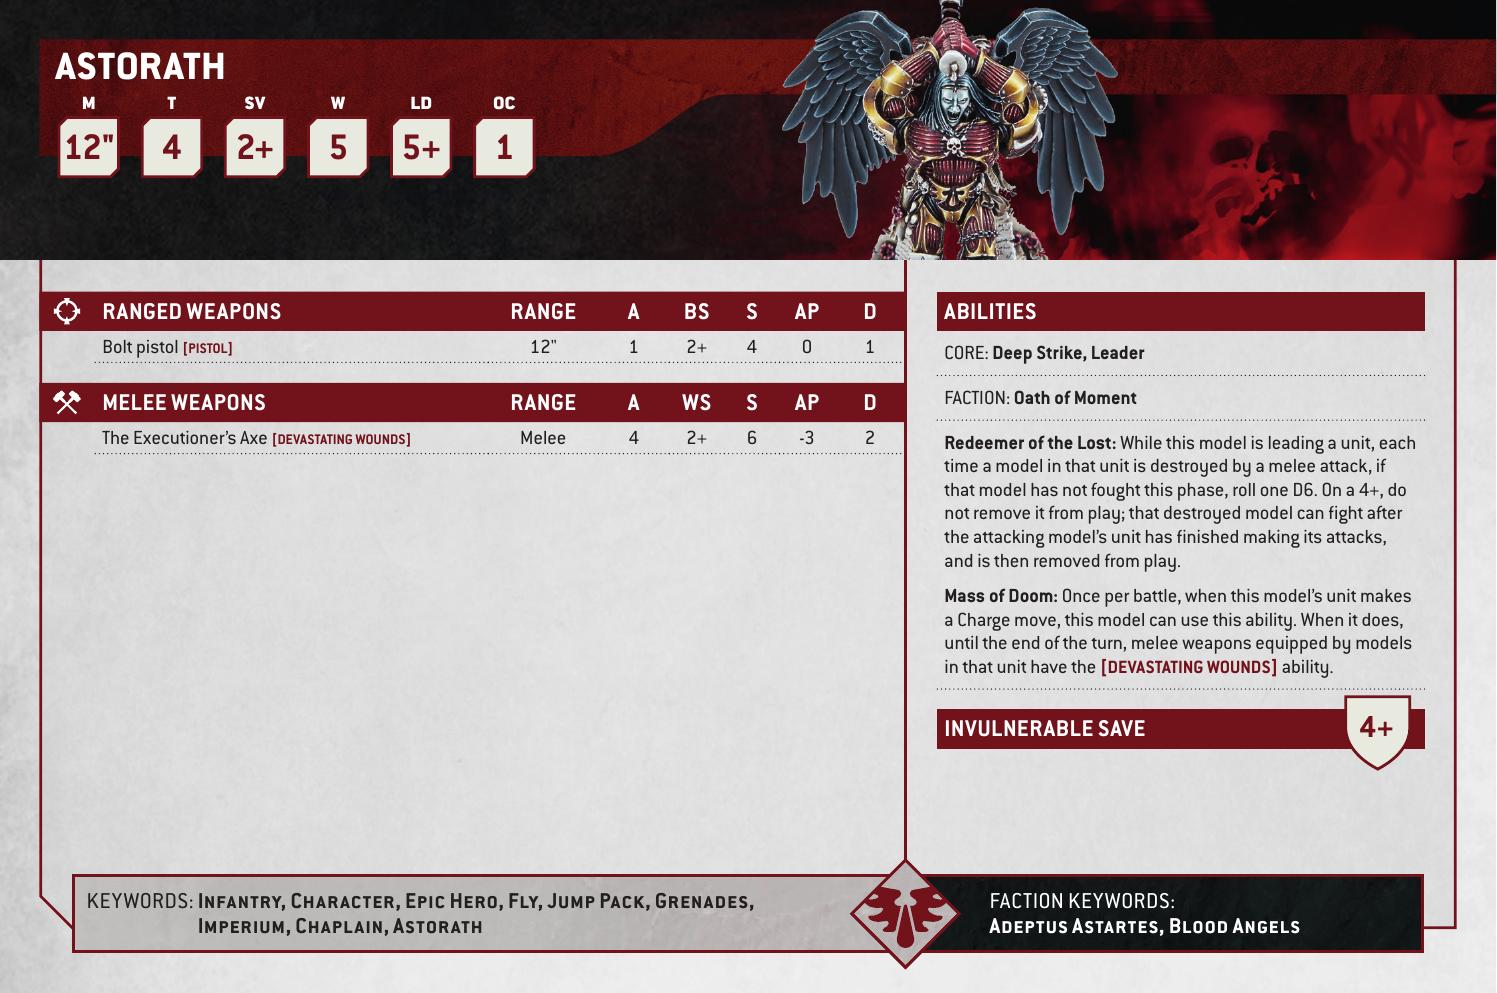 ASTORATH
M T SV W LD OC
12" 4 2+ 5 5+ 1
RANGED WEAPONS RANGE A BS S AP D
Bolt pistol [PISTOL] 12" 1 2+ 4 0 1
MELEE WEAPONS RANGE A WS S AP D
The Executioner's Axe [DEVASTATING WOUNDS] Melee 4 2+ 6 -3 2
ABILITIES
CORE: Deep Strike, Leader
FACTION: Oath of Moment
Redeemer of the Lost: While this model is leading a unit, each
time a model in that unit is destroyed by a melee attack, if
that model has not fought this phase, roll one D6. On a 4+, do
not remove it from play; that destroyed model can fight after
the attacking model's unit has finished making its attacks,
and is then removed from play.
Mass of Doom: Once per battle, when this model's unit makes
a Charge move, this model can use this ability. When it does,
until the end of the turn, melee weapons equipped by models
in that unit have the [DEVASTATING WOUNDS] ability.
INVULNERABLE SAVE 4+
KEYWORDS: INFANTRY, CHARACTER, EPIC HERO, FLY, JUMP PACK, GRENADES,
IMPERIUM, CHAPLAIN, ASTORATH
FACTION KEYWORDS:
ADEPTUS ASTARTES, BLOOD ANGELS